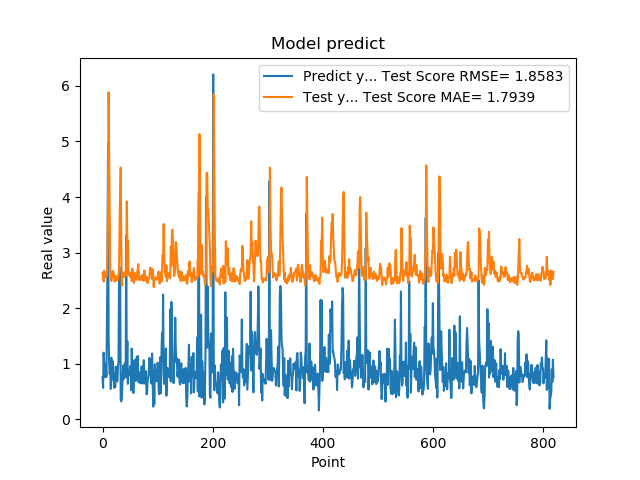 Model predict
Predict y... Test Score RMSE= 1.8583
Test y... Test Score MAE= 1.7939
Real value
6
5
4
3
2
1
0
0 200 400 600 800
Point